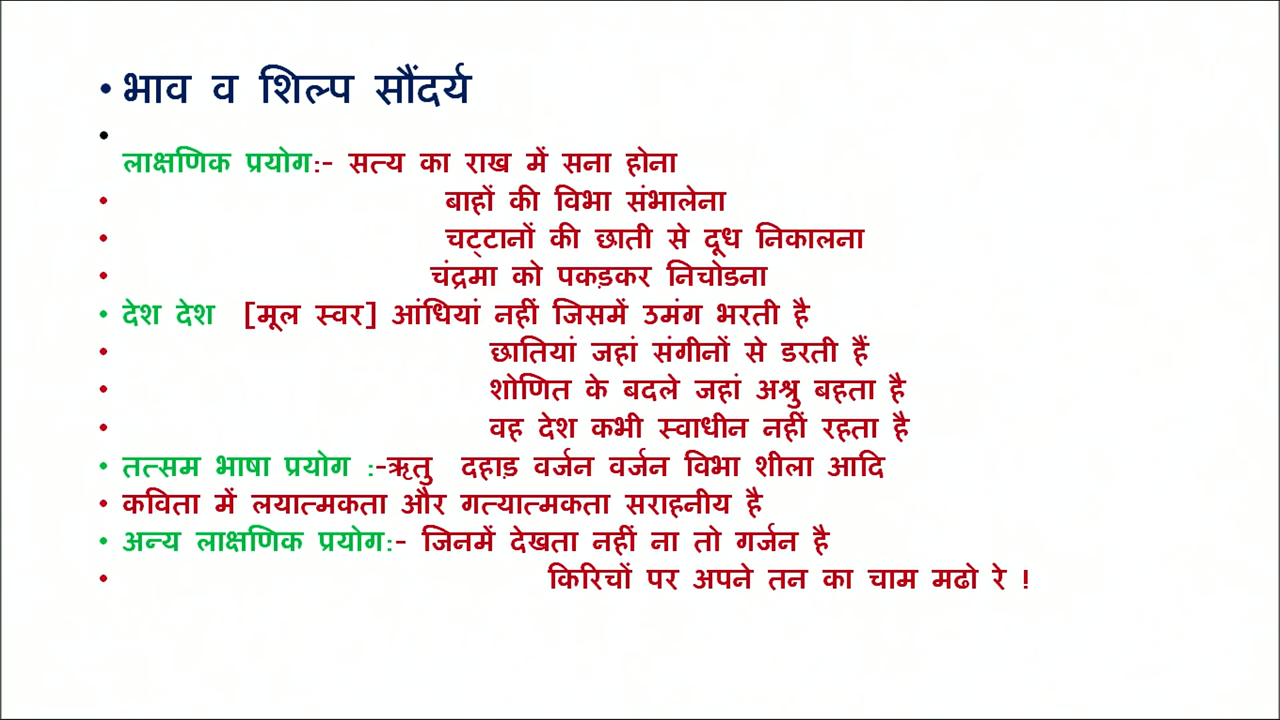 • भाव व शिल्प सौंदर्य
•
लाक्षणिक प्रयोग:- सत्य का राख में सना होना
• बाहों की विभा संभालेना
• चट्टानों की छाती से दूध निकालना
• चंद्रमा को पकड़कर निचोडना
• देश देश [मूल स्वर] आंधियां नहीं जिसमें उमंग भरती है
• छातियां जहां संगीनों से डरती हैं
• शोणित के बदले जहां अश्रु बहता है
• वह देश कभी स्वाधीन नहीं रहता है
• तत्सम भाषा प्रयोग :-ऋतु दहाड़ वर्जन वर्जन विभा शीला आदि
• कविता में लयात्मकता और गत्यात्मकता सराहनीय है
• अन्य लाक्षणिक प्रयोग:- जिनमें देखता नहीं ना तो गर्जन है
• किरिचों पर अपने तन का चाम मढो रे !